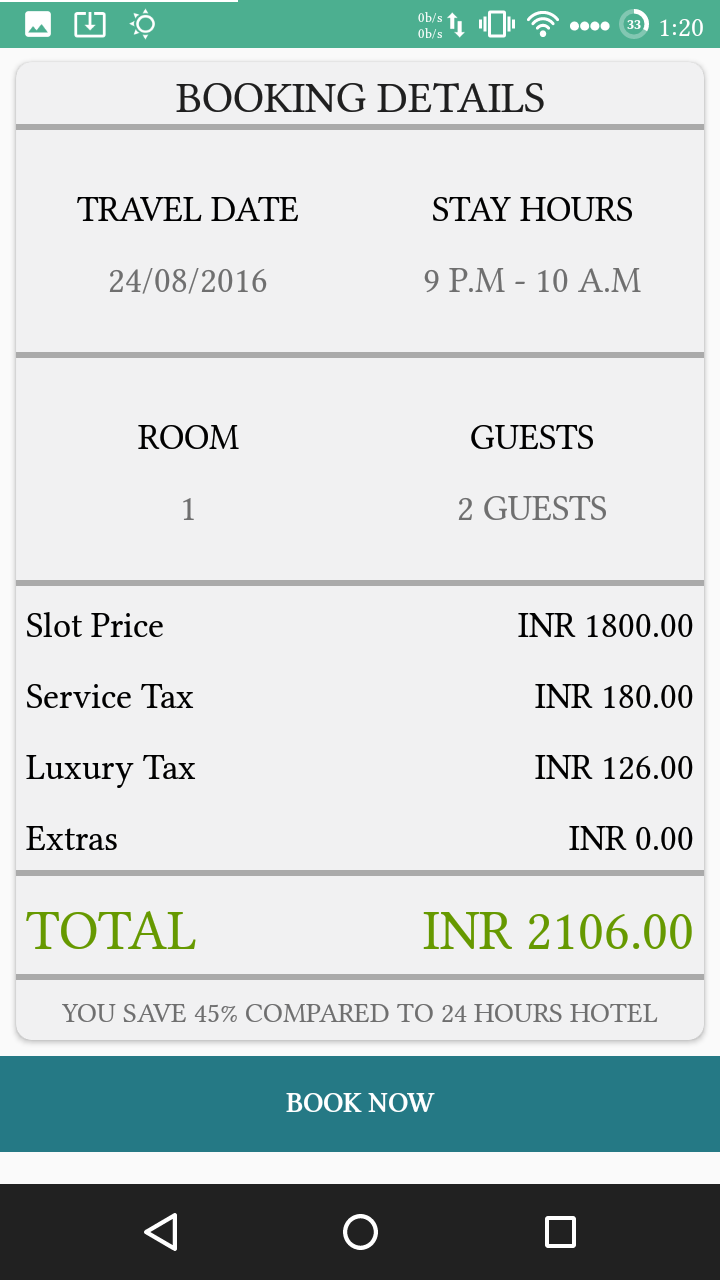 0b/s
0b/s
33
1:20
BOOKING DETAILS
TRAVEL DATE STAY HOURS
24/08/2016 9 P.M - 10 A.M
ROOM GUESTS
1 2 GUESTS
Slot Price INR 1800.00
Service Tax INR 180.00
Luxury Tax INR 126.00
Extras INR 0.00
TOTAL INR 2106.00
YOU SAVE 45% COMPARED TO 24 HOURS HOTEL
BOOK NOW